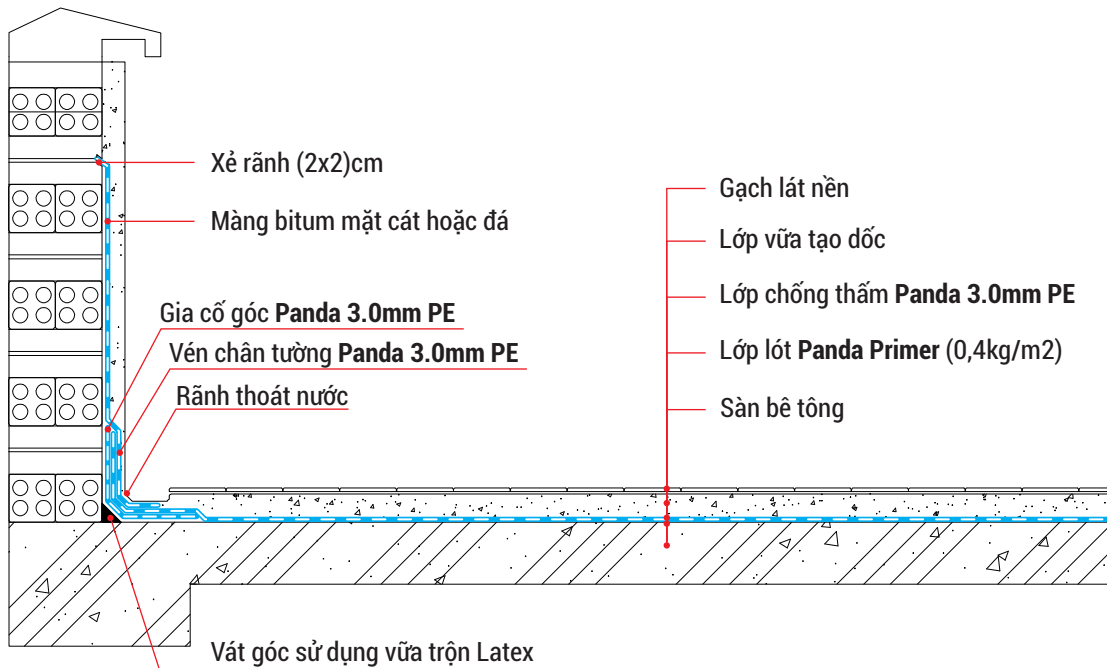 Xẻ rãnh (2x2)cm
Màng bitum mặt cát hoặc đá
Gia cố góc Panda 3.0mm PE
Vén chân tường Panda 3.0mm PE
Rãnh thoát nước
Gạch lát nền
Lớp vữa tạo dốc
Lớp chống thấm Panda 3.0mm PE
Lớp lót Panda Primer (0,4kg/m2)
Sàn bê tông
Vát góc sử dụng vữa trộn Latex